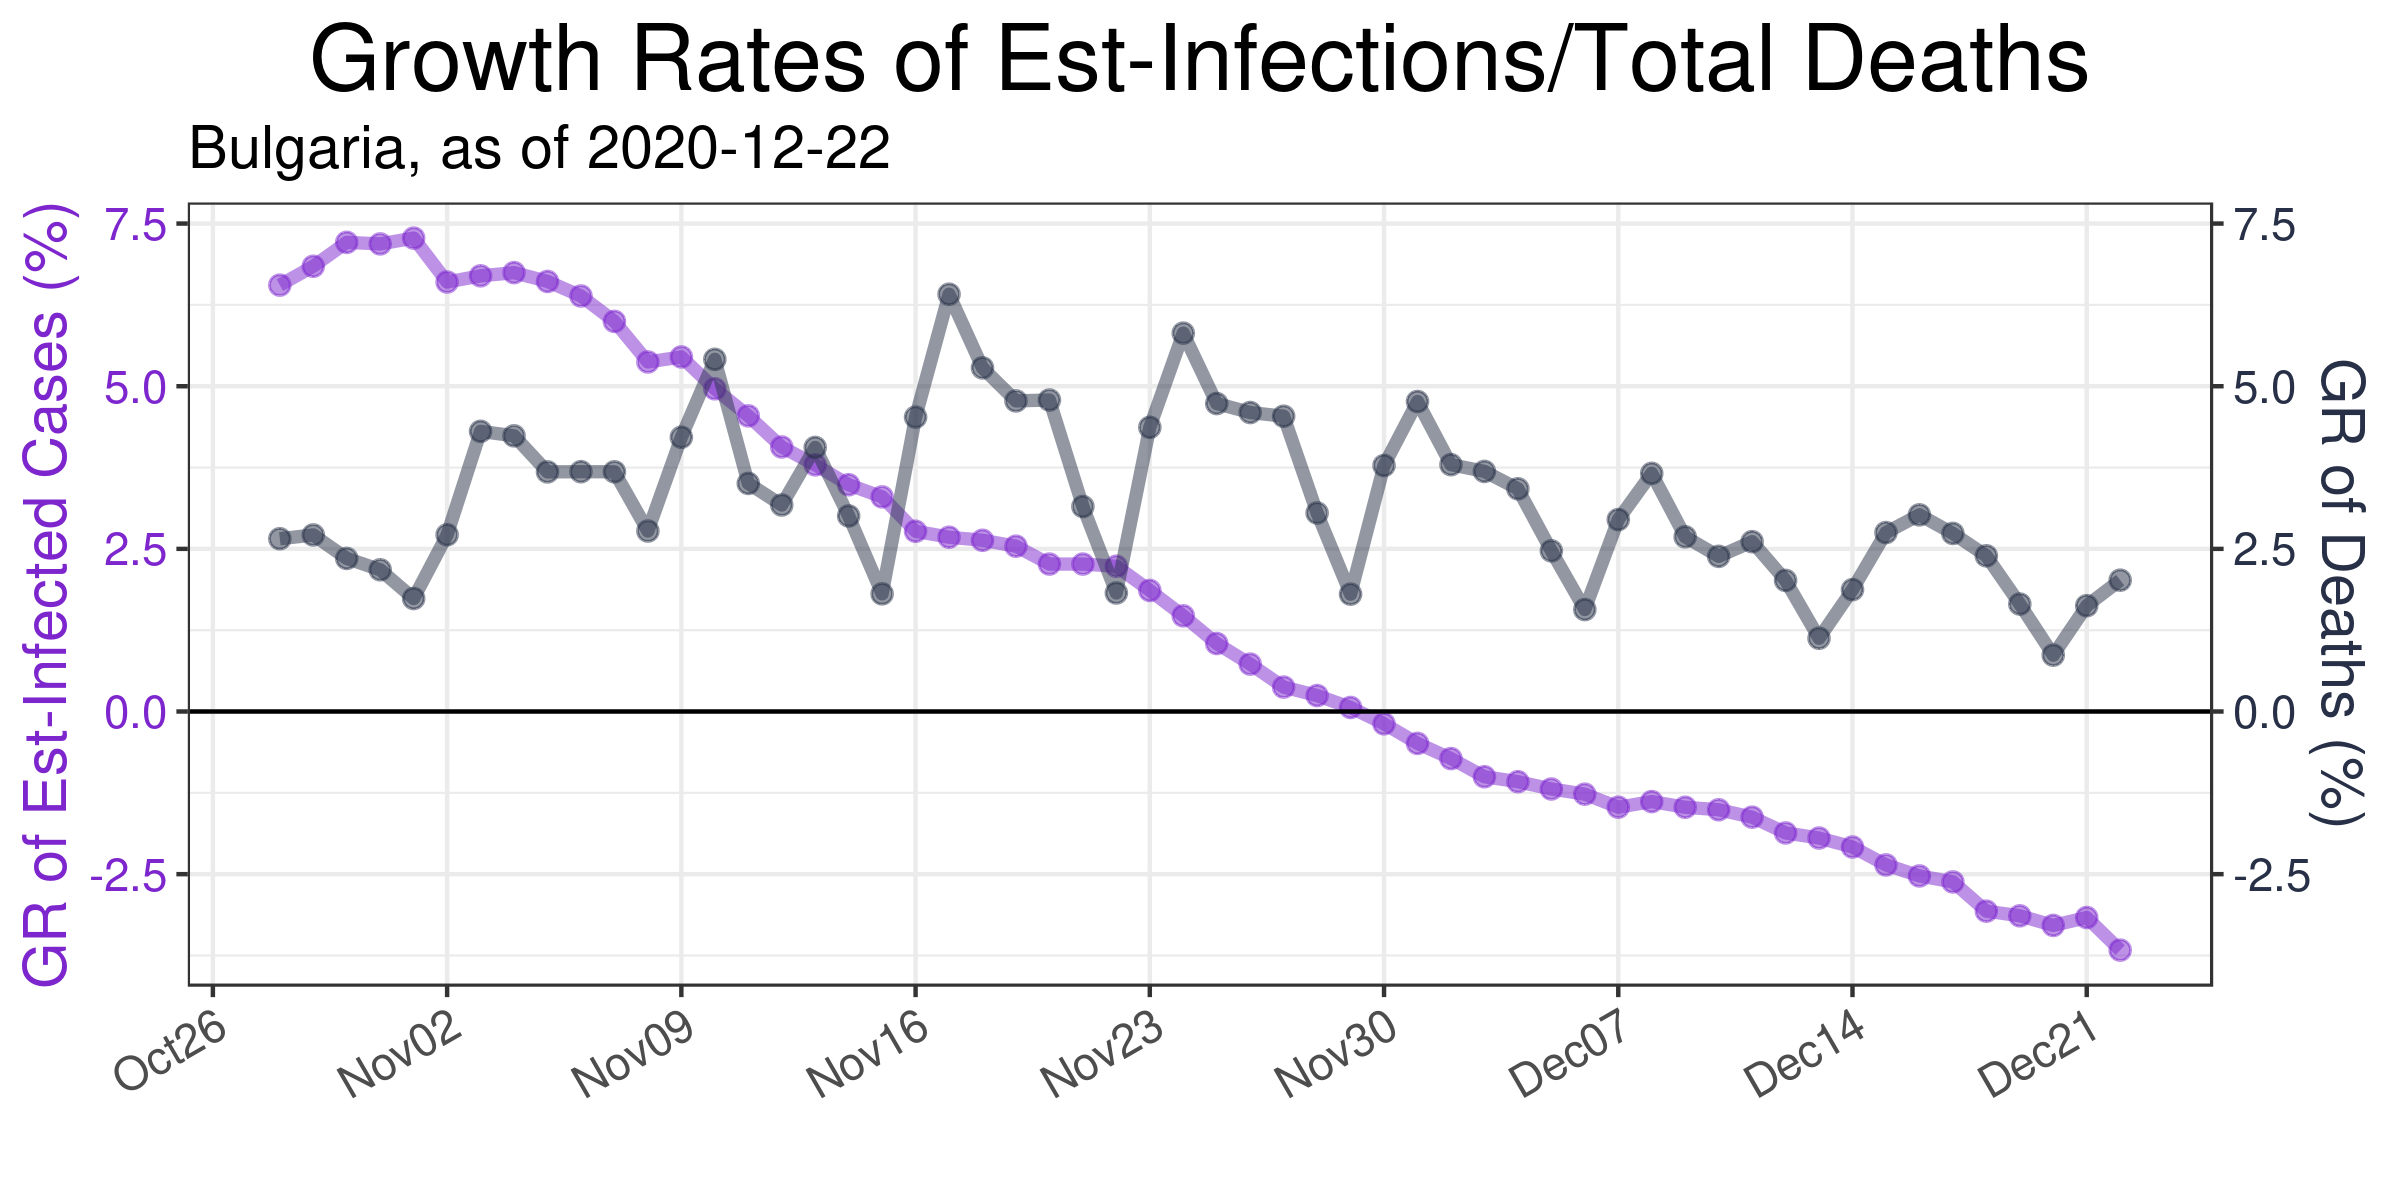 Growth Rates of Est-Infections/Total Deaths
Bulgaria, as of 2020-12-22
GR of Est-Infected Cases (%)
7.5
5.0
2.5
0.0
-2.5
7.5
5.0
2.5
0.0
-2.5
GR of Deaths (%)
Oct26
Nov02
Nov09
Nov16
Nov23
Nov30
Dec07
Dec14
Dec21